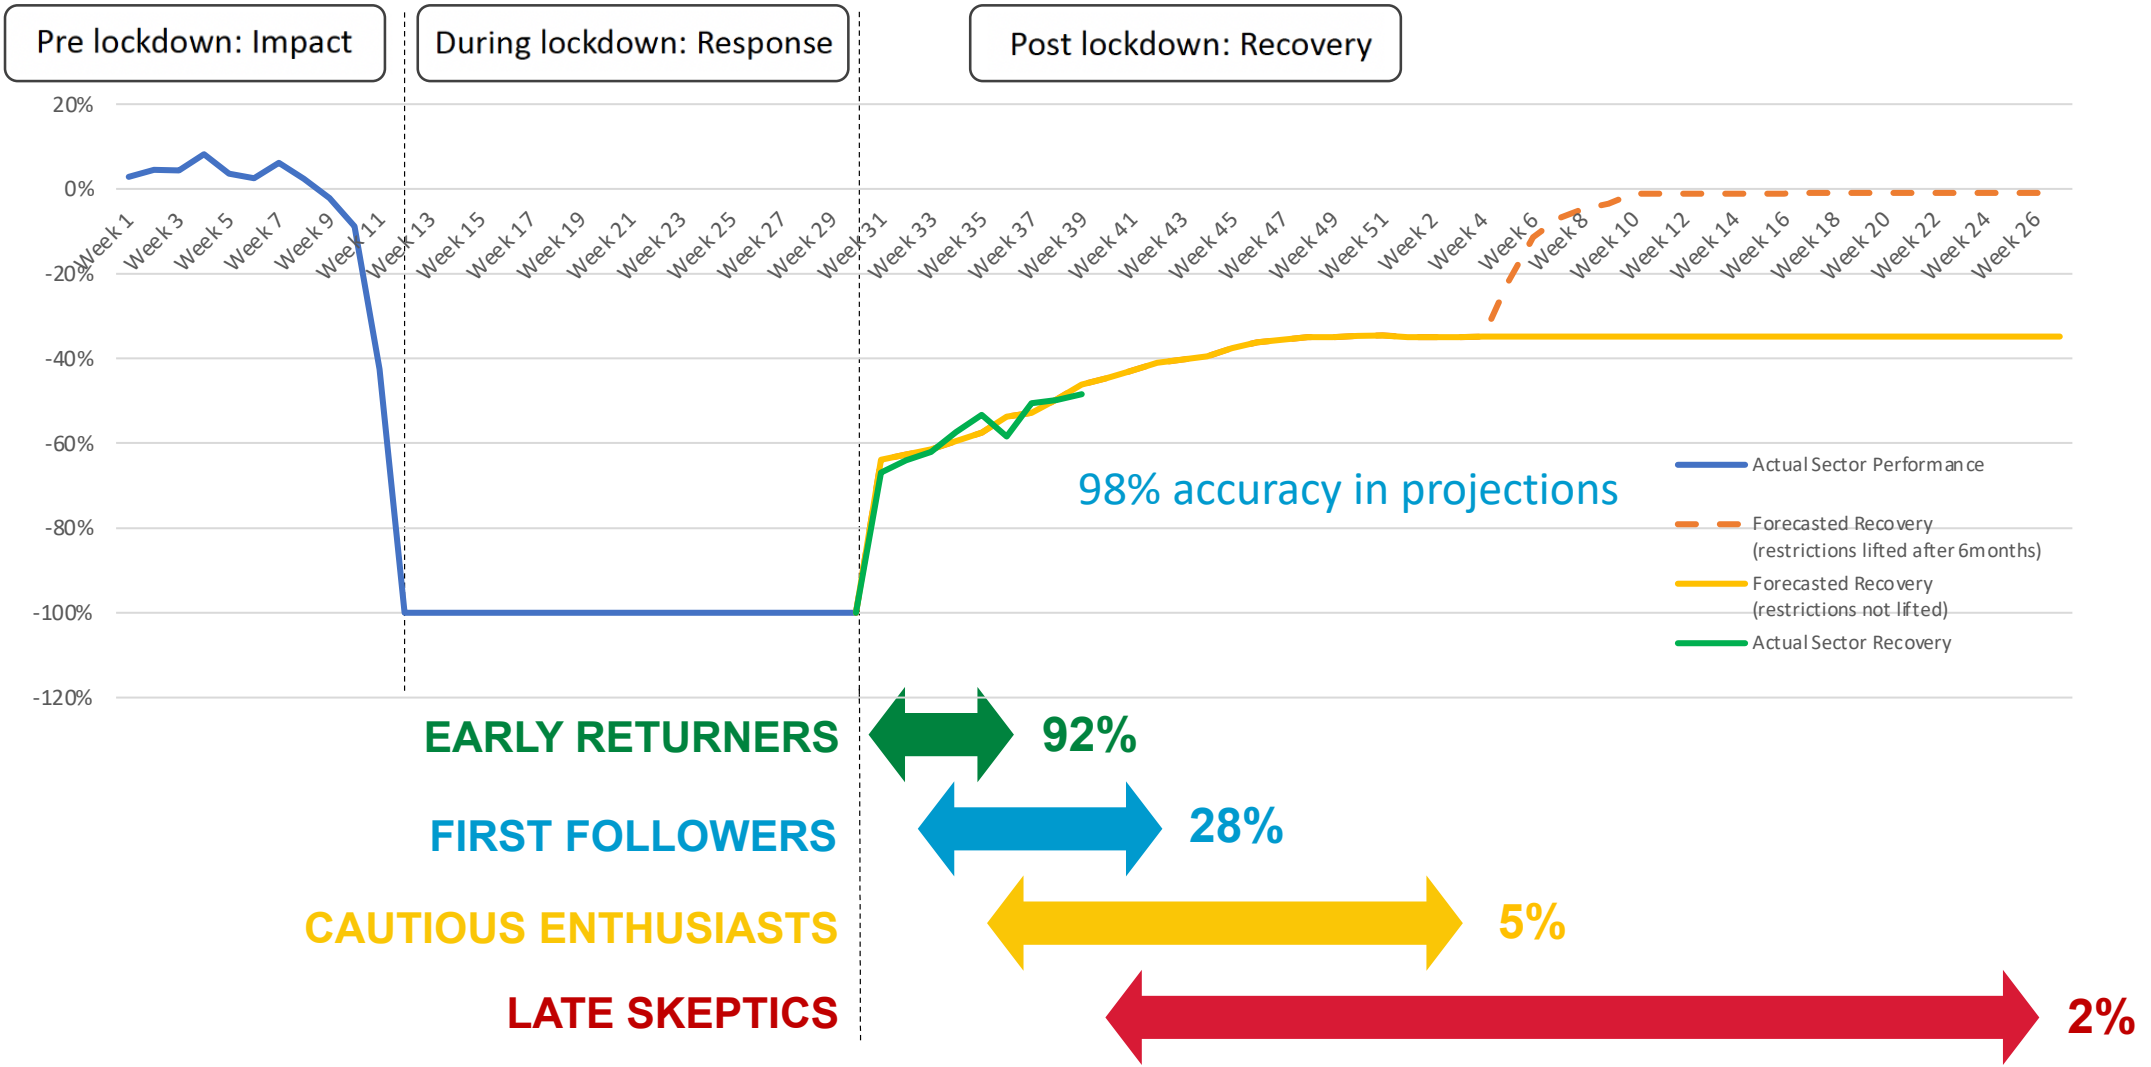 Pre lockdown: Impact
During lockdown: Response
Post lockdown: Recovery
20%
0%
-20%
-40%
-60%
-80%
-100%
-120%
Week 1
Week 3
Week 5
Week 7
Week 9
Week 11
Week 13
Week 15
Week 17
Week 19
Week 21
Week 23
Week 25
Week 27
Week 29
Week 31
Week 33
Week 35
Week 37
Week 39
Week 41
Week 43
Week 45
Week 47
Week 49
Week 51
Week 2
Week 4
Week 6
Week 8
Week 10
Week 12
Week 14
Week 16
Week 18
Week 20
Week 22
Week 24
Week 26
98% accuracy in projections
Actual Sector Performance
Forecasted Recovery
(restrictions lifted after 6months)
Forecasted Recovery
(restrictions not lifted)
Actual Sector Recovery
EARLY RETURNERS 92%
FIRST FOLLOWERS 28%
CAUTIOUS ENTHUSIASTS 5%
LATE SKEPTICS 2%